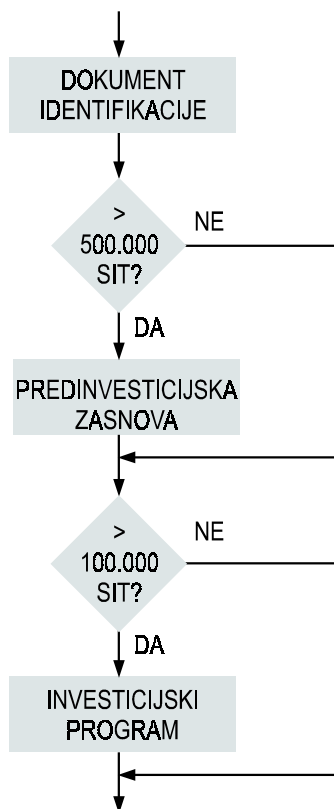 DOKUMENT
IDENTIFIKACIJE
>
500.000
SIT?
NE
DA
PREDINVESTICIJSKA
ZASNOVA
>
100.000
SIT?
NE
DA
INVESTICIJSKI
PROGRAM